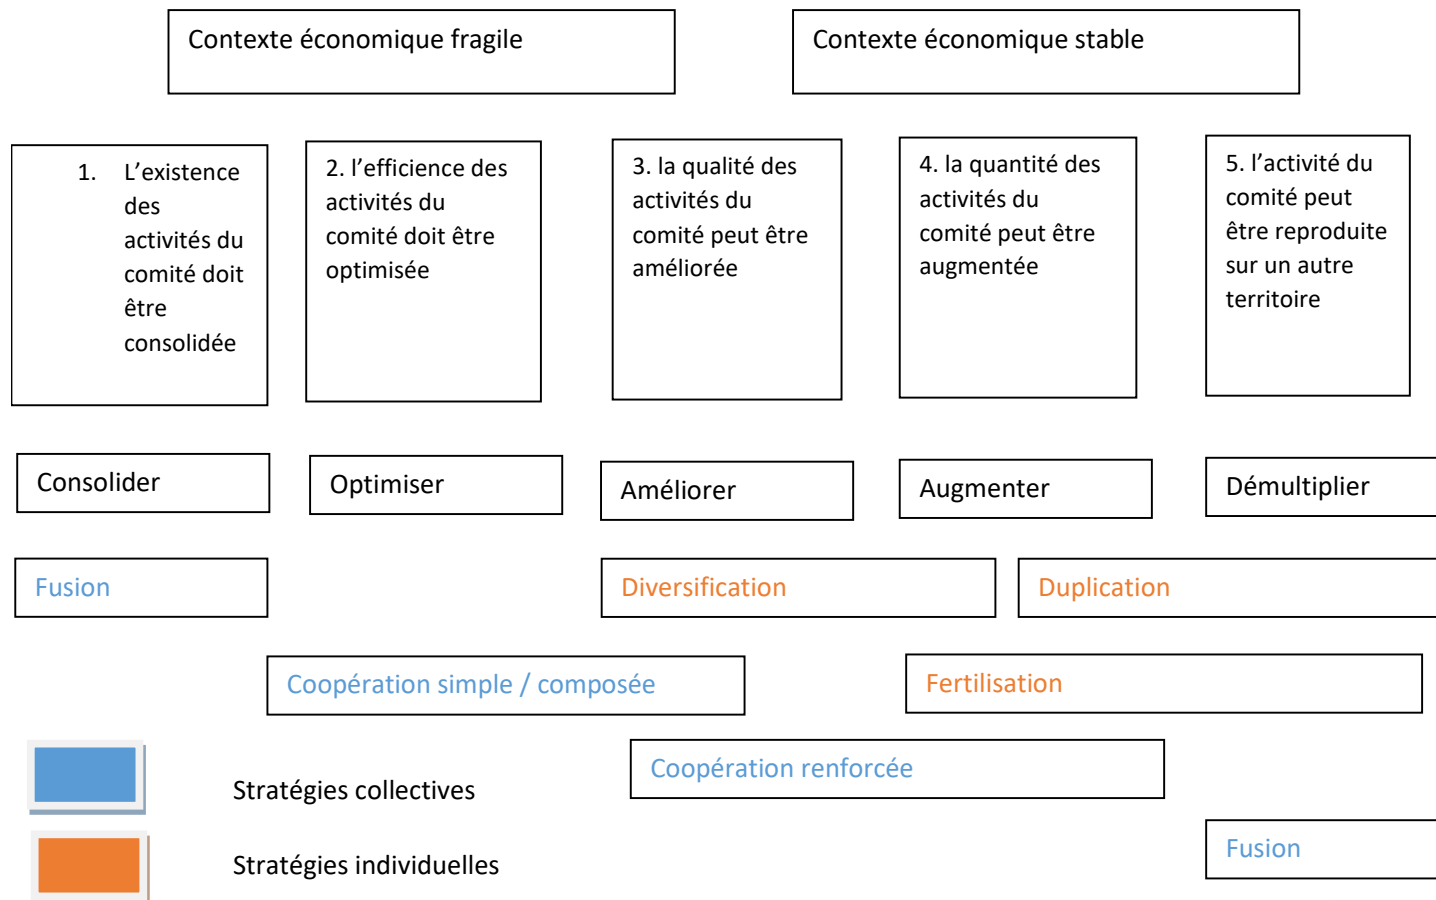 Contexte économique fragile
Contexte économique stable
1. L’existence
des
activités du
comité doit
être
consolidée
2. l’efficience des
activités du
comité doit être
optimisée
3. la qualité des
activités du
comité peut être
améliorée
4. la quantité des
activités du
comité peut être
augmentée
5. l’activité du
comité peut
être reproduite
sur un autre
territoire
Consolider
Optimiser
Améliorer
Augmenter
Démultiplier
Fusion
Diversification
Duplication
Coopération simple / composée
Fertilisation
Coopération renforcée
Stratégies collectives
Stratégies individuelles
Fusion